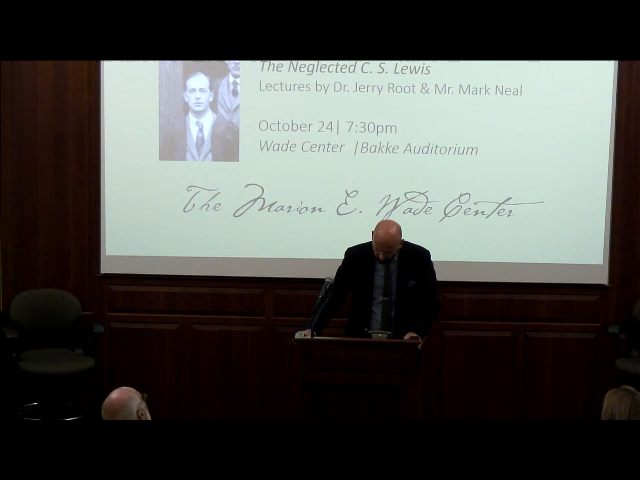 The Neglected C. S. Lewis
Lectures by Dr. Jerry Root & Mr. Mark Neal
October 24| 7:30pm
Wade Center |Bakke Auditorium
The Marion E. Wade Center